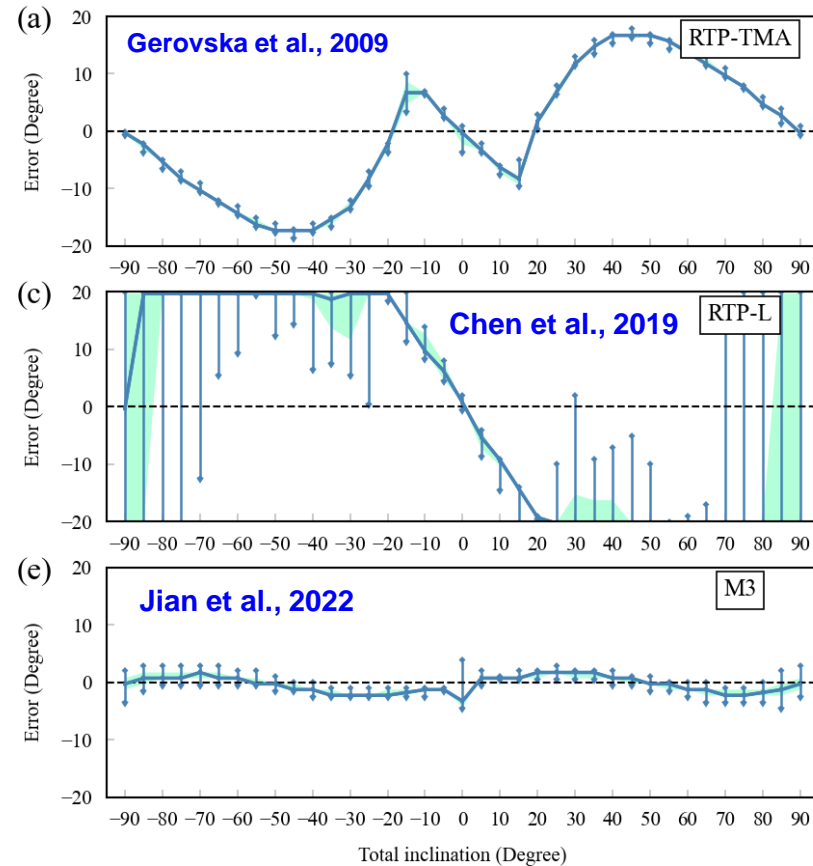 (a)
Gerovska et al., 2009
RTP-TMA
Error (Degree)
20
10
0
−10
−20
−90 −80 −70 −60 −50 −40 −30 −20 −10 0 10 20 30 40 50 60 70 80 90
(c)
Chen et al., 2019
RTP-L
Error (Degree)
20
10
0
−10
−20
−90 −80 −70 −60 −50 −40 −30 −20 −10 0 10 20 30 40 50 60 70 80 90
(e)
Jian et al., 2022
M3
Error (Degree)
20
10
0
−10
−20
−90 −80 −70 −60 −50 −40 −30 −20 −10 0 10 20 30 40 50 60 70 80 90
Total inclination (Degree)